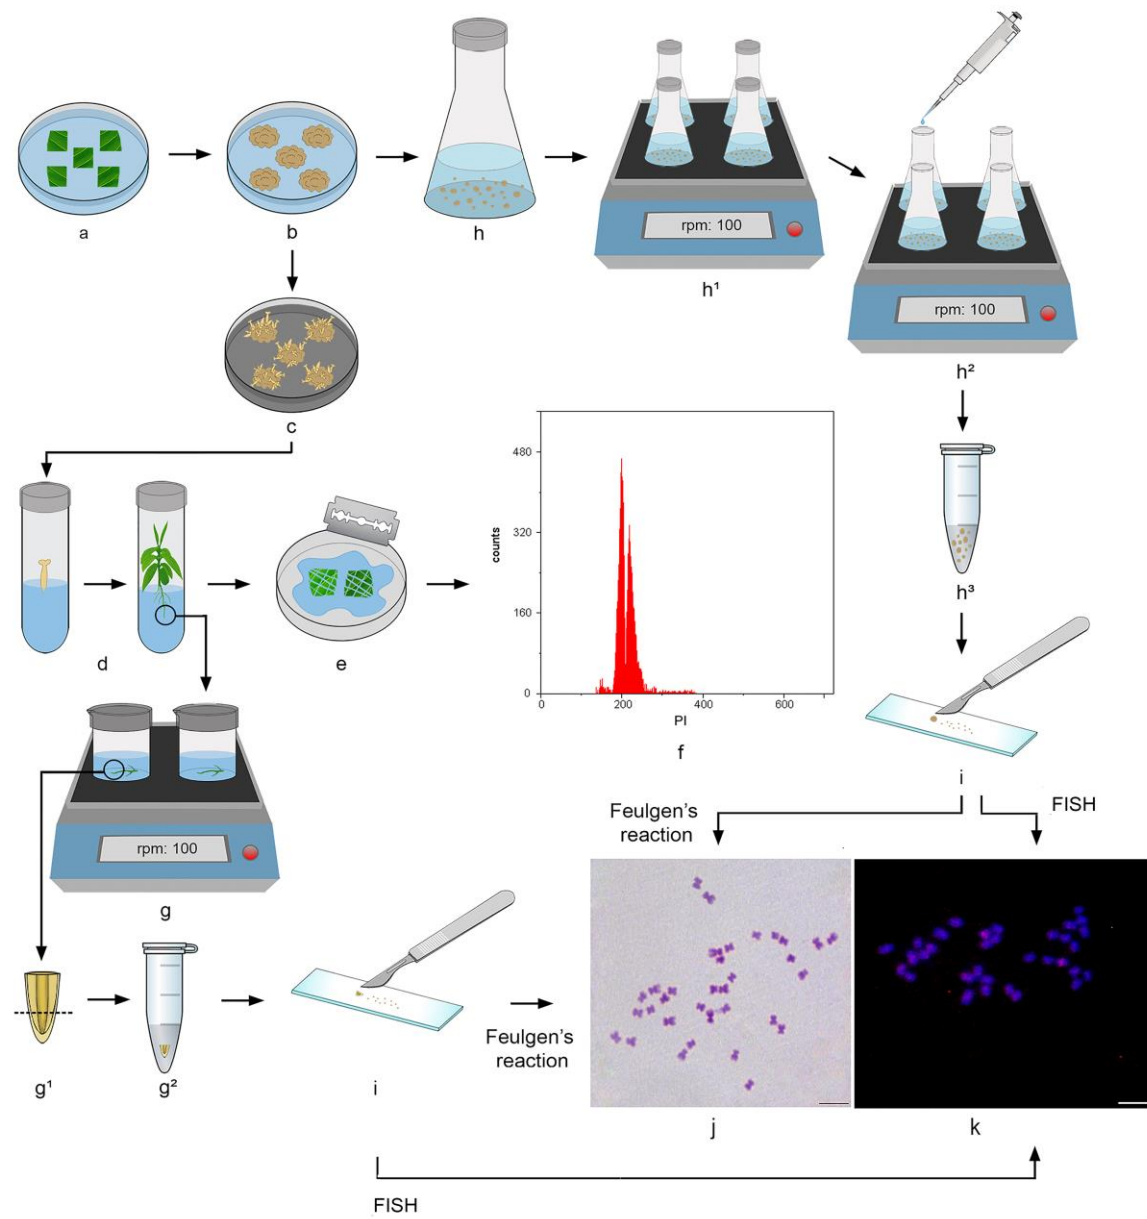 a
b
h
rpm: 100
h¹
rpm: 100
h²
c
d
e
counts
480
320
160
0
0
200
400
600
PI
f
h³
i
Feulgen's
reaction
FISH
rpm: 100
g
g¹
g²
i
Feulgen's
reaction
j
k
FISH